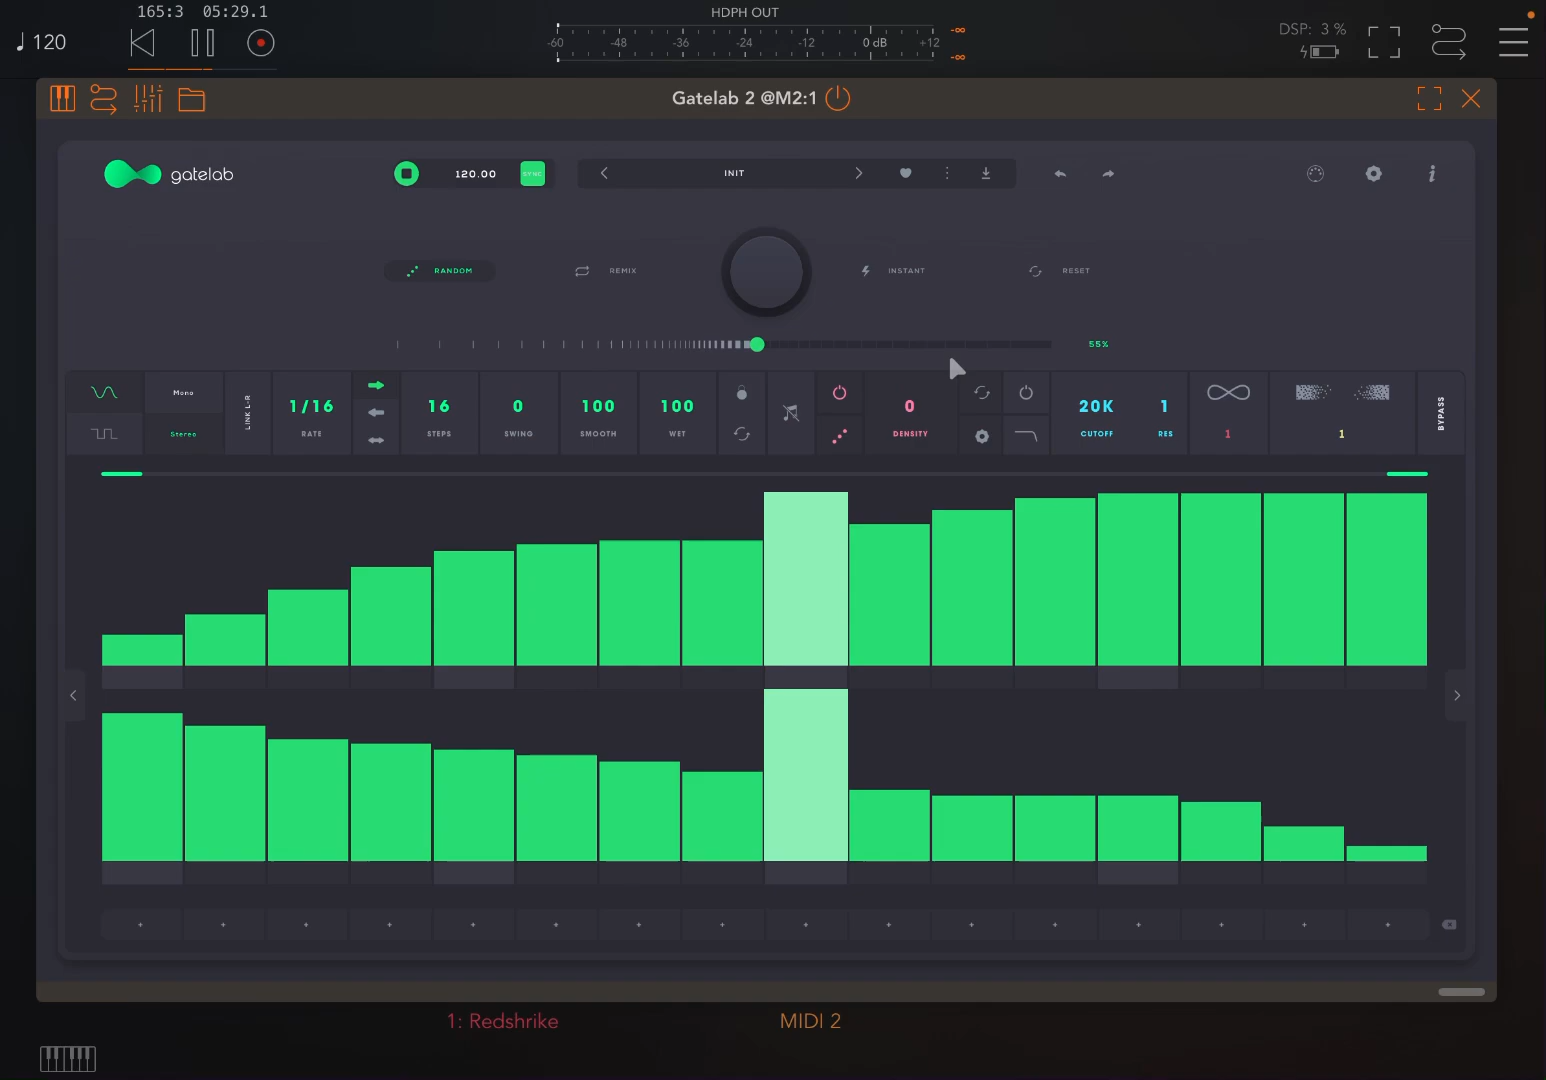 165:3 05:29.1
HDPH OUT
♩ 120
-60 -48 -36 -24 -12 0 dB +12
-∞
-∞
DSP: 3 %
Gatelab 2 @M2:1
gatelab
120.00
SYNC
INIT
RANDOM
REMIX
INSTANT
RESET
55%
Mono
Stereo
LINK L-R
1/16
RATE
16
STEPS
0
SWING
100
SMOOTH
100
WET
0
DENSITY
20K
CUTOFF
1
RES
1
1
BYPASS
+ + + + + + + + + + + + + + + +
1: Redshrike
MIDI 2